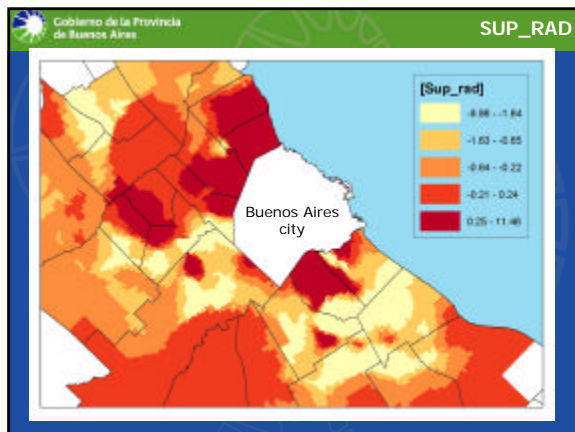 Gobierno de la Provincia
de Buenos Aires
SUP_RAD
[Sup_rad]
-8.86 - -1.64
-1.63 - -0.65
-0.64 - -0.22
-0.21 - 0.24
0.25 - 11.46
Buenos Aires
city